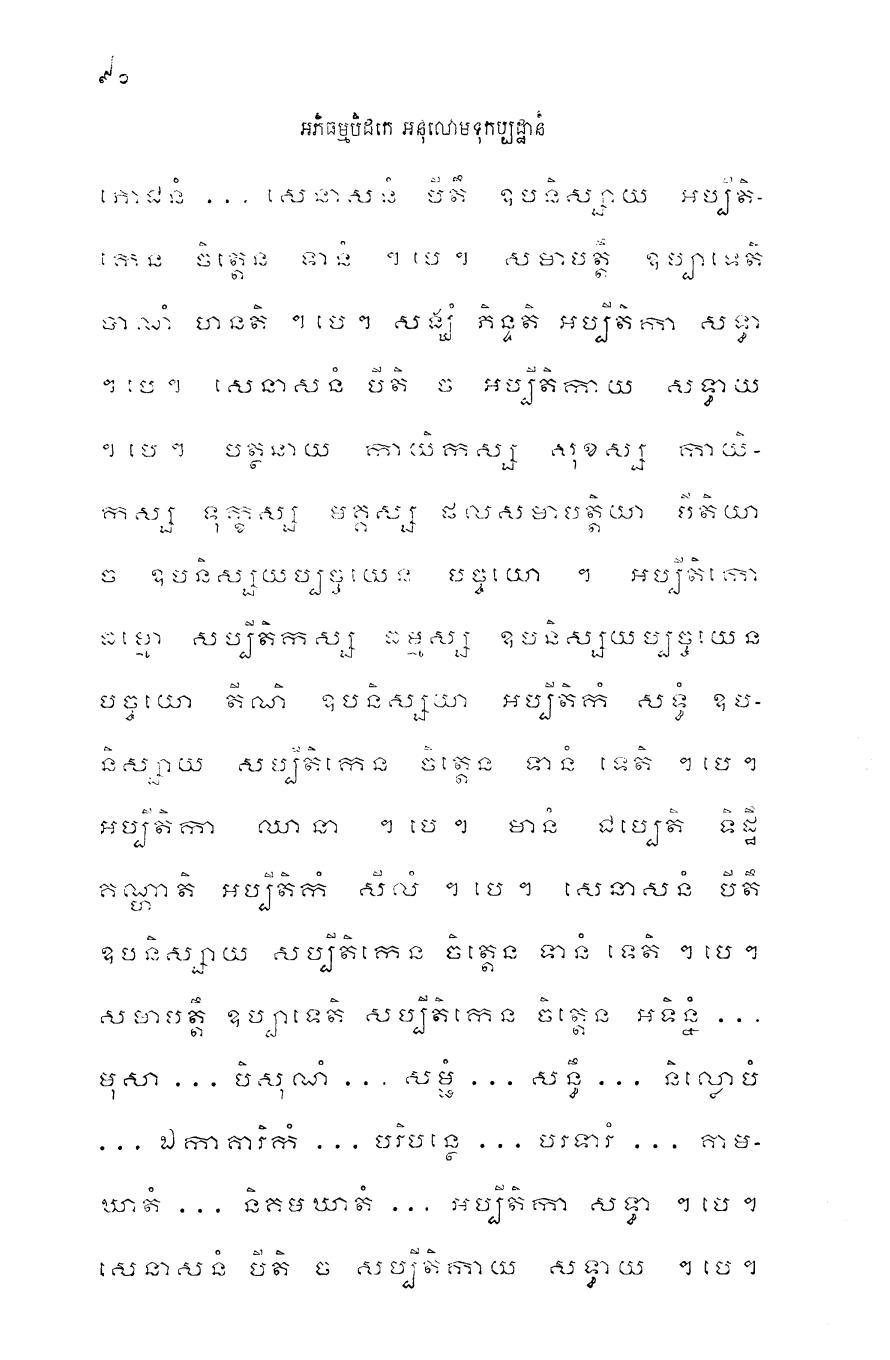 ៩០
អភិធម្មបិដកេ អនុលោមទុកប្បដ្ឋានំ
ភោជនំ ... សេនាសនំ បីតឹ ឧបនិស្សាយ អប្បីតិ-
កេន ចិត្តេន ទានំ ។ បេ ។ សមាបត្តឹ ឧប្បាទេតិ
បាណំ ហនតិ ។ បេ ។ សង្ឃំ ភិន្ទតិ អប្បីតិកា សទ្ធា
។ បេ ។ សេនាសនំ បីតិ ច អប្បីតិកាយ សទ្ធាយ
។ បេ ។ បត្ថនាយ កាយិកស្ស សុខស្ស កាយិ-
កស្ស ទុក្ខស្ស មគ្គស្ស ផលសមាបត្តិយា បីតិយា
ច ឧបនិស្សយប្បច្ចយេន បច្ចយោ ។ អប្បីតិកោ
ធម្មោ សប្បីតិកស្ស ធម្មស្ស ឧបនិស្សយប្បច្ចយេន
បច្ចយោ តីណិ ឧបនិស្សយា អប្បីតិកំ សទ្ធំ ឧប-
និស្សាយ សប្បីតិកេន ចិត្តេន ទានំ ទេតិ ។ បេ ។
អប្បីតិកា ឈានា ។ បេ ។ មានំ ជប្បេតិ ទិដ្ឋឹ
គណ្ហាតិ អប្បីតិកំ សីលំ ។ បេ ។ សេនាសនំ បីតឹ
ឧបនិស្សាយ សប្បីតិកេន ចិត្តេន ទានំ ទេតិ ។ បេ ។
សមាបត្តឹ ឧប្បាទេតិ សប្បីតិកេន ចិត្តេន អទិន្នំ ...
មុសា ... បិសុណំ ... សម្ផំ ... សន្ធឹ ... និល្លោបំ
... ឯកាគារិកំ ... បរិបន្ថេ ... បរទារំ ... គាម-
ឃាតំ ... និគមឃាតំ ... អប្បីតិកា សទ្ធា ។ បេ ។
សេនាសនំ បីតិ ច សប្បីតិកាយ សទ្ធាយ ។ បេ ។